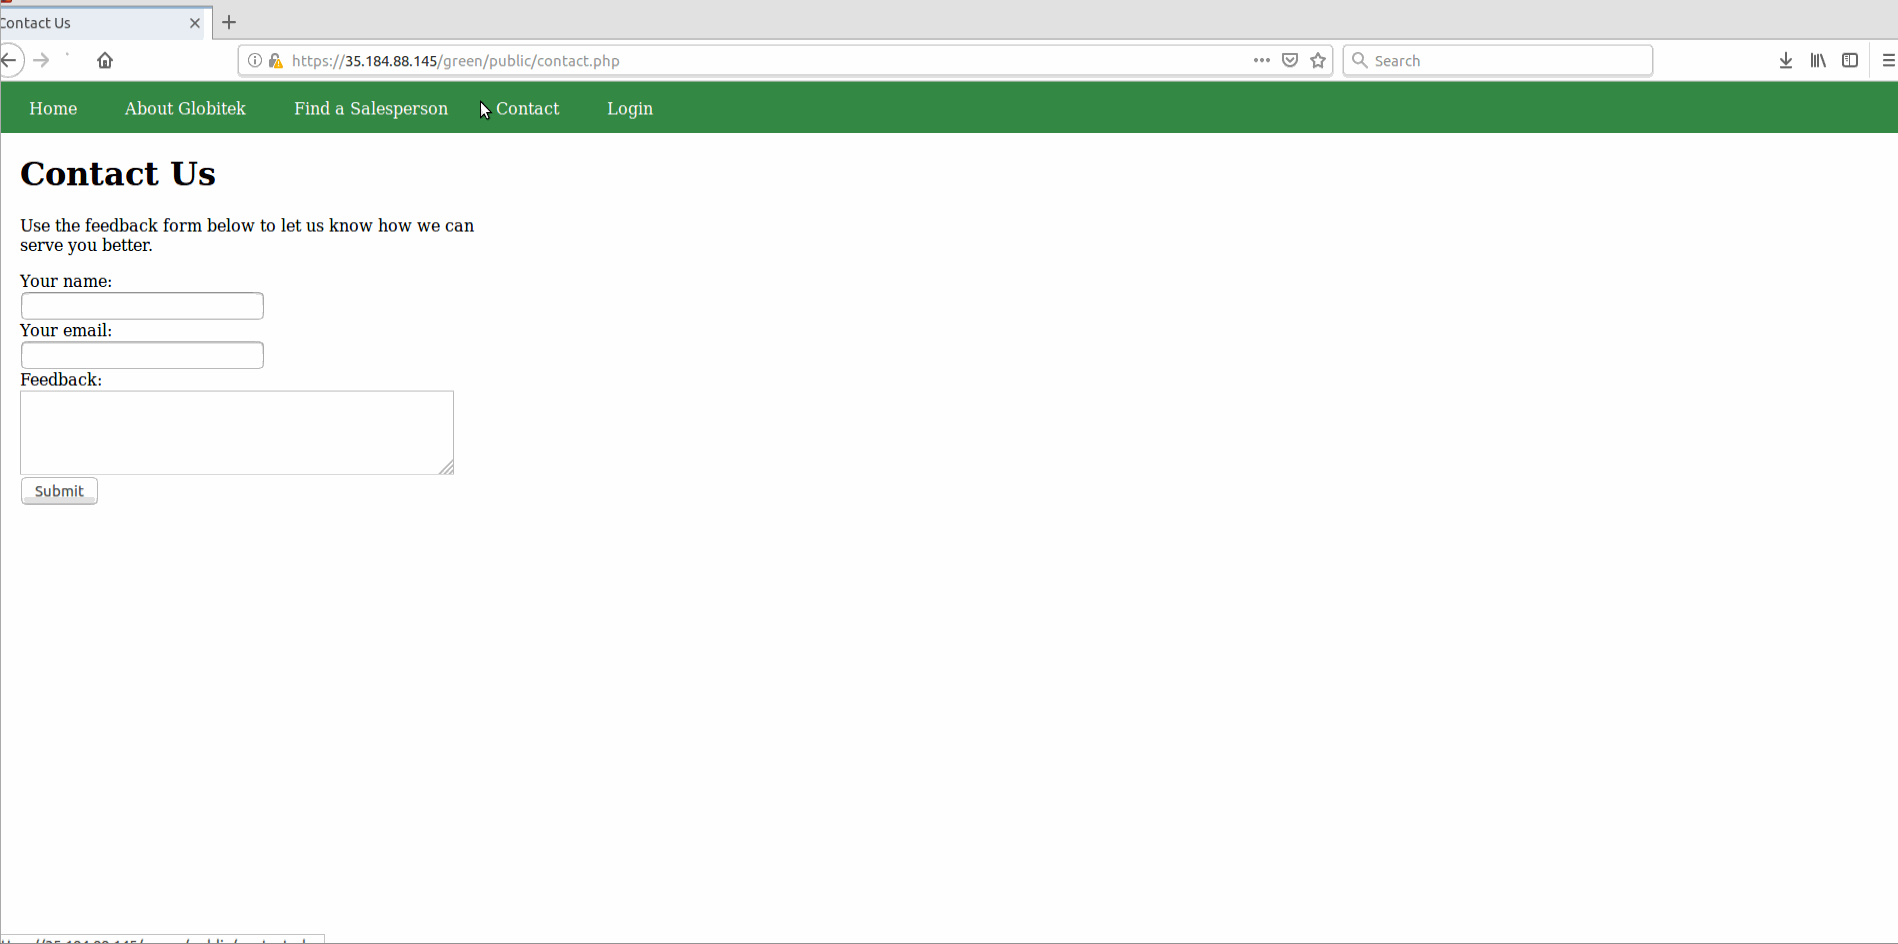 Contact Us
https://35.184.88.145/green/public/contact.php
Search
Home About Globitek Find a Salesperson Contact Login
Contact Us
Use the feedback form below to let us know how we can
serve you better.
Your name:
Your email:
Feedback:
Submit